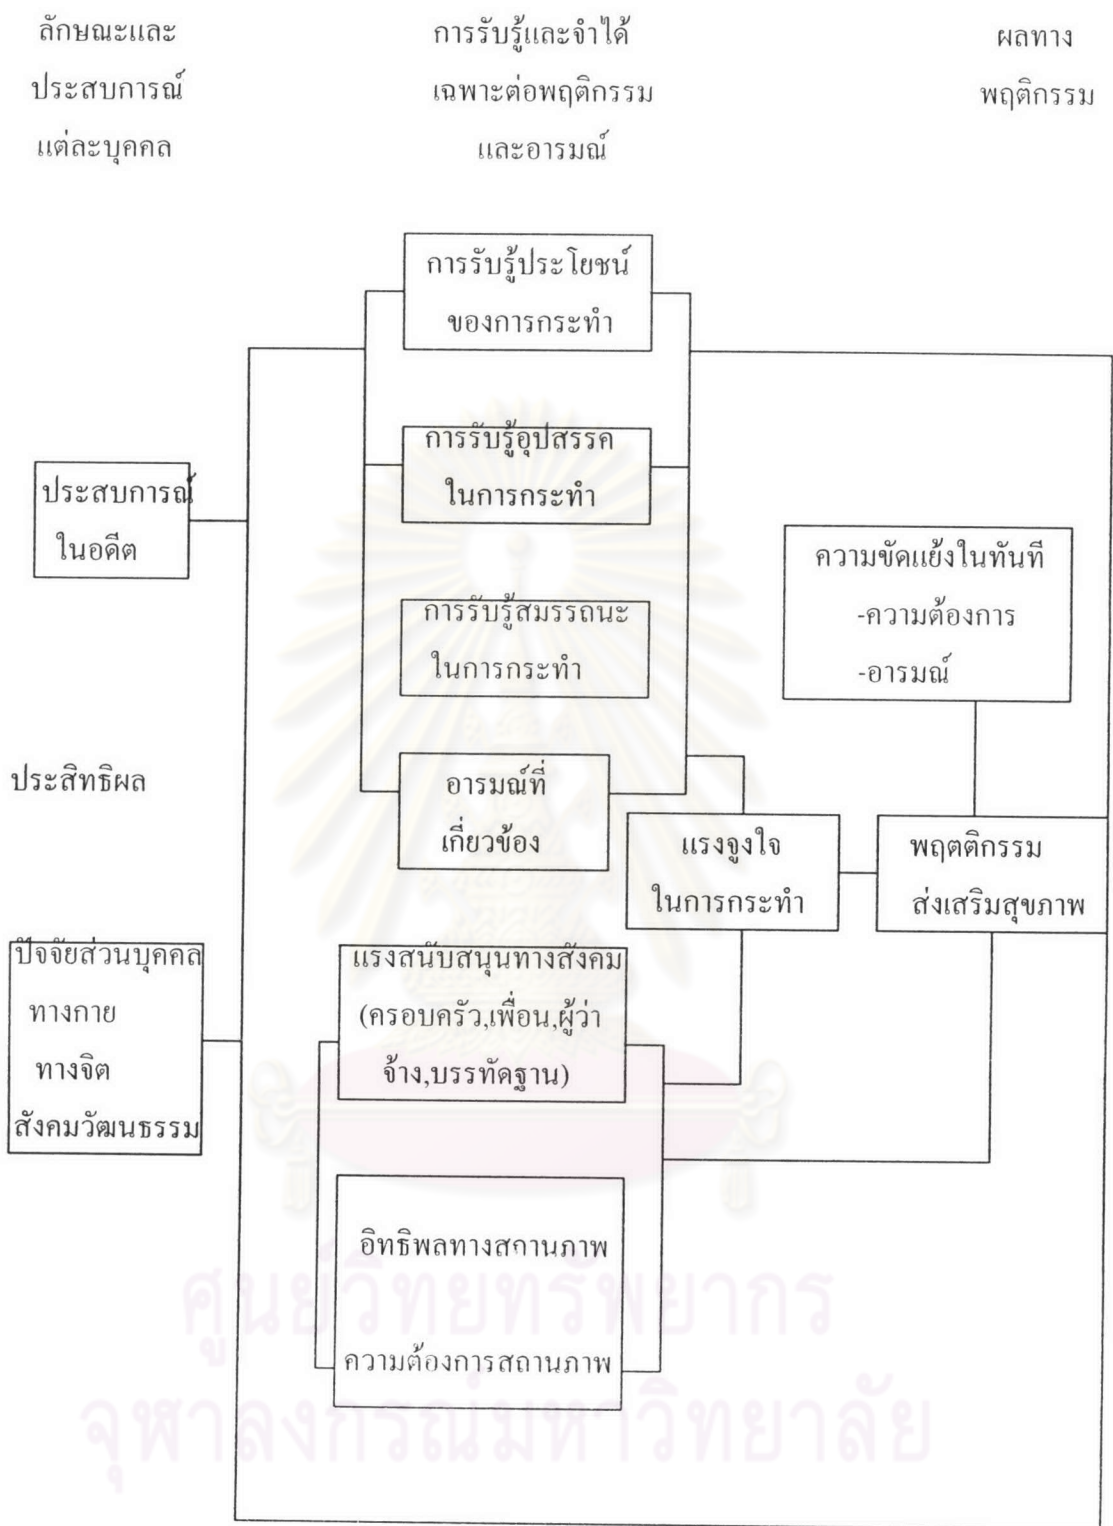 ลักษณะและ
ประสบการณ์
แต่ละบุคคล
การรับรู้และจำได้
เฉพาะต่อพฤติกรรม
และอารมณ์
ผลทาง
พฤติกรรม
การรับรู้ประโยชน์
ของการกระทำ
การรับรู้อุปสรรค
ในการกระทำ
ประสบการณ์
ในอดีต
ความขัดแย้งในทันที
-ความต้องการ
-อารมณ์
การรับรู้สมรรถนะ
ในการกระทำ
ประสิทธิผล
อารมณ์ที่
เกี่ยวข้อง
แรงจูงใจ
ในการกระทำ
พฤตติกรรม
ส่งเสริมสุขภาพ
ปัจจัยส่วนบุคคล
ทางกาย
ทางจิต
สังคมวัฒนธรรม
แรงสนับสนุนทางสังคม
(ครอบครัว,เพื่อน,ผู้ว่า
จ้าง,บรรทัดฐาน)
อิทธิพลทางสถานภาพ
ความต้องการสถานภาพ
ศูนย์วิทยทรัพยากร
จุฬาลงกรณ์มหาวิทยาลัย